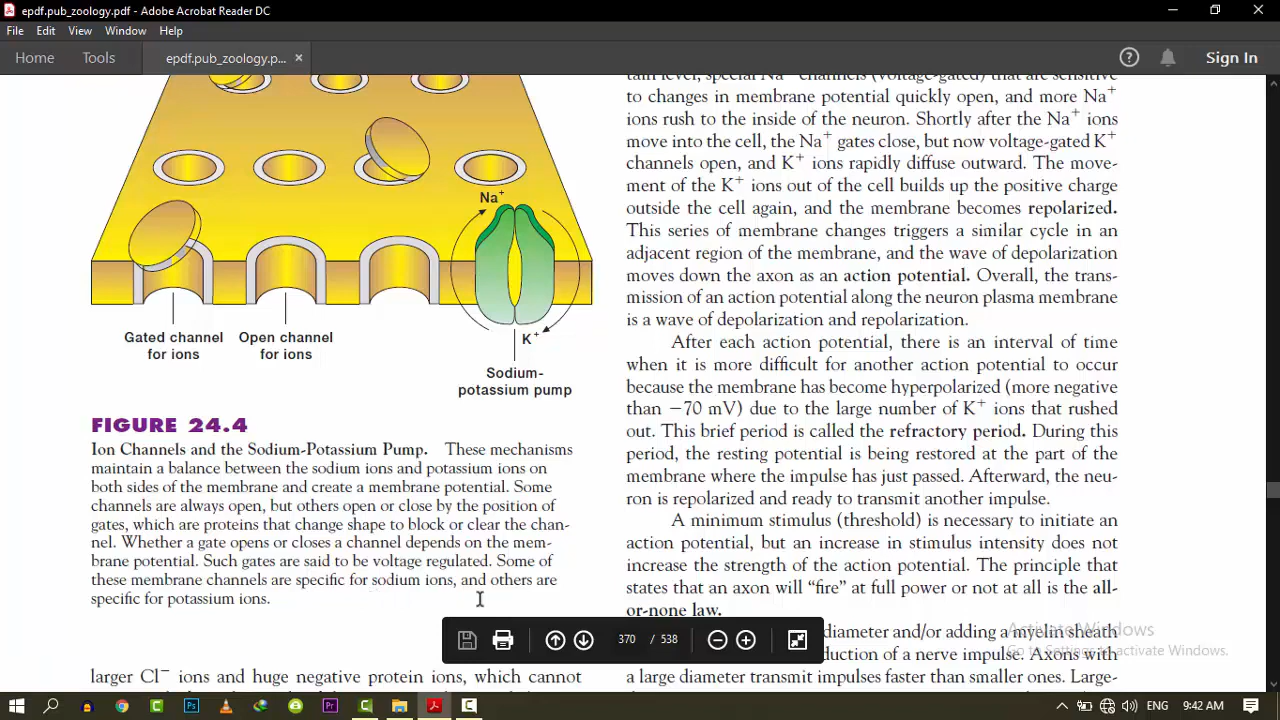 epdf.pub_zoology.pdf - Adobe Acrobat Reader DC
File Edit View Window Help
Home Tools epdf.pub_zoology.p... × Sign In
Na+
K+
Gated channel
for ions
Open channel
for ions
Sodium-
potassium pump
FIGURE 24.4
Ion Channels and the Sodium-Potassium Pump. These mechanisms
maintain a balance between the sodium ions and potassium ions on
both sides of the membrane and create a membrane potential. Some
channels are always open, but others open or close by the position of
gates, which are proteins that change shape to block or clear the chan-
nel. Whether a gate opens or closes a channel depends on the mem-
brane potential. Such gates are said to be voltage regulated. Some of
these membrane channels are specific for sodium ions, and others are
specific for potassium ions.
larger Cl− ions and huge negative protein ions, which cannot
tain level, special Na+ channels (voltage-gated) that are sensitive
to changes in membrane potential quickly open, and more Na+
ions rush to the inside of the neuron. Shortly after the Na+ ions
move into the cell, the Na+ gates close, but now voltage-gated K+
channels open, and K+ ions rapidly diffuse outward. The move-
ment of the K+ ions out of the cell builds up the positive charge
outside the cell again, and the membrane becomes repolarized.
This series of membrane changes triggers a similar cycle in an
adjacent region of the membrane, and the wave of depolarization
moves down the axon as an action potential. Overall, the trans-
mission of an action potential along the neuron plasma membrane
is a wave of depolarization and repolarization.
After each action potential, there is an interval of time
when it is more difficult for another action potential to occur
because the membrane has become hyperpolarized (more negative
than −70 mV) due to the large number of K+ ions that rushed
out. This brief period is called the refractory period. During this
period, the resting potential is being restored at the part of the
membrane where the impulse has just passed. Afterward, the neu-
ron is repolarized and ready to transmit another impulse.
A minimum stimulus (threshold) is necessary to initiate an
action potential, but an increase in stimulus intensity does not
increase the strength of the action potential. The principle that
states that an axon will “fire” at full power or not at all is the all-
or-none law.
diameter and/or adding a myelin sheath
duction of a nerve impulse. Axons with
a large diameter transmit impulses faster than smaller ones. Large-
370 / 538
Activate Windows
Go to Settings to activate Windows.
9:42 AM